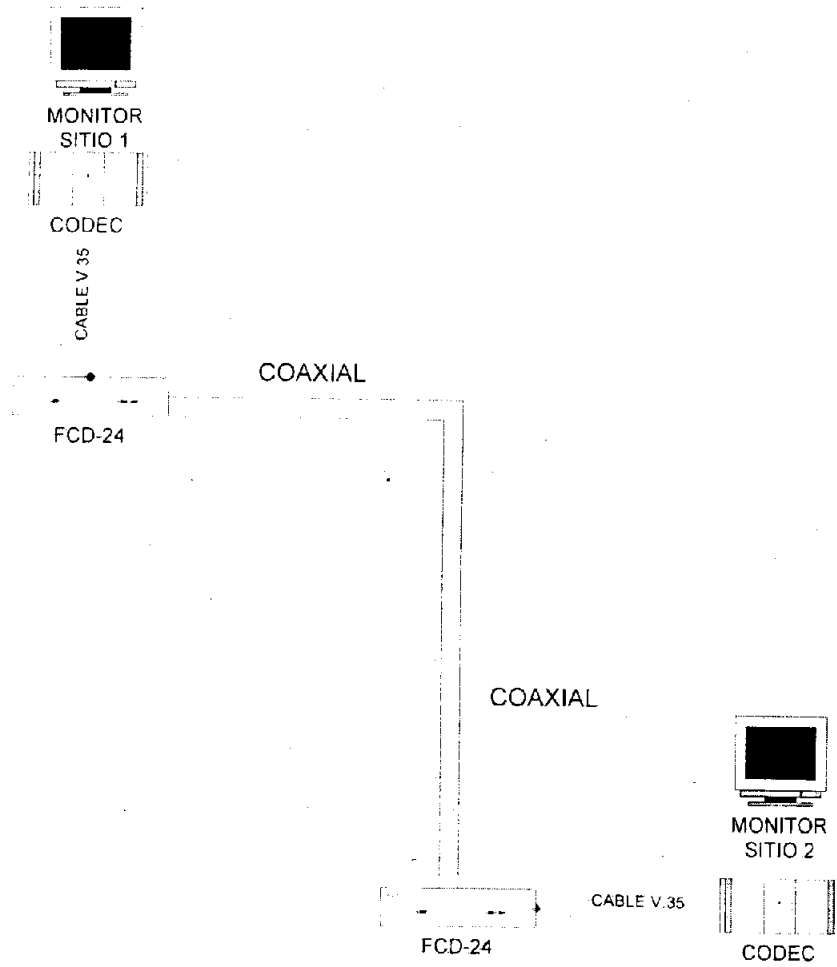 MONITOR
SITIO 1
CODEC
CABLE V.35
COAXIAL
FCD-24
COAXIAL
MONITOR
SITIO 2
CABLE V.35
FCD-24
CODEC